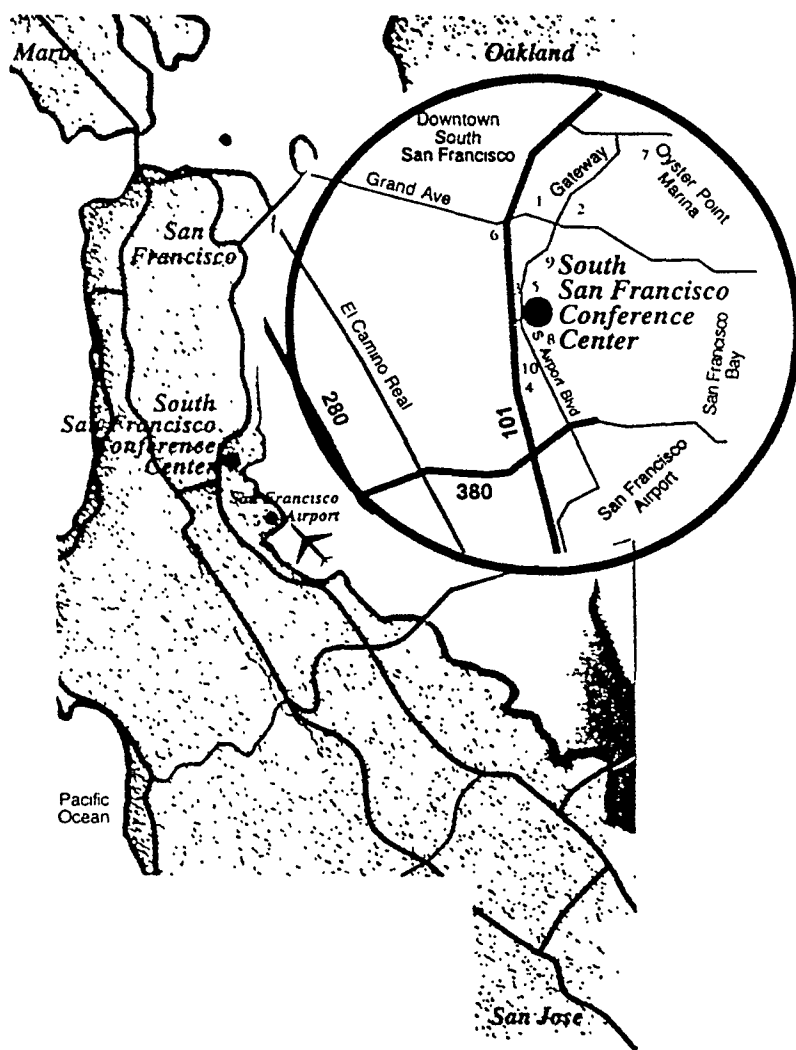 Oakland
Downtown
South
San Francisco
Grand Ave
Gateway
1
2
7
Oyster Point
Marina
6
9
South
5
San Francisco
Conference
8
Center
10
4
Airport Blvd
San Francisco
Bay
El Camino Real
280
101
380
San Francisco
Airport
San
Francisco
South
San Francisco
Conference
Center
San Francisco
Airport
Pacific
Ocean
San Jose